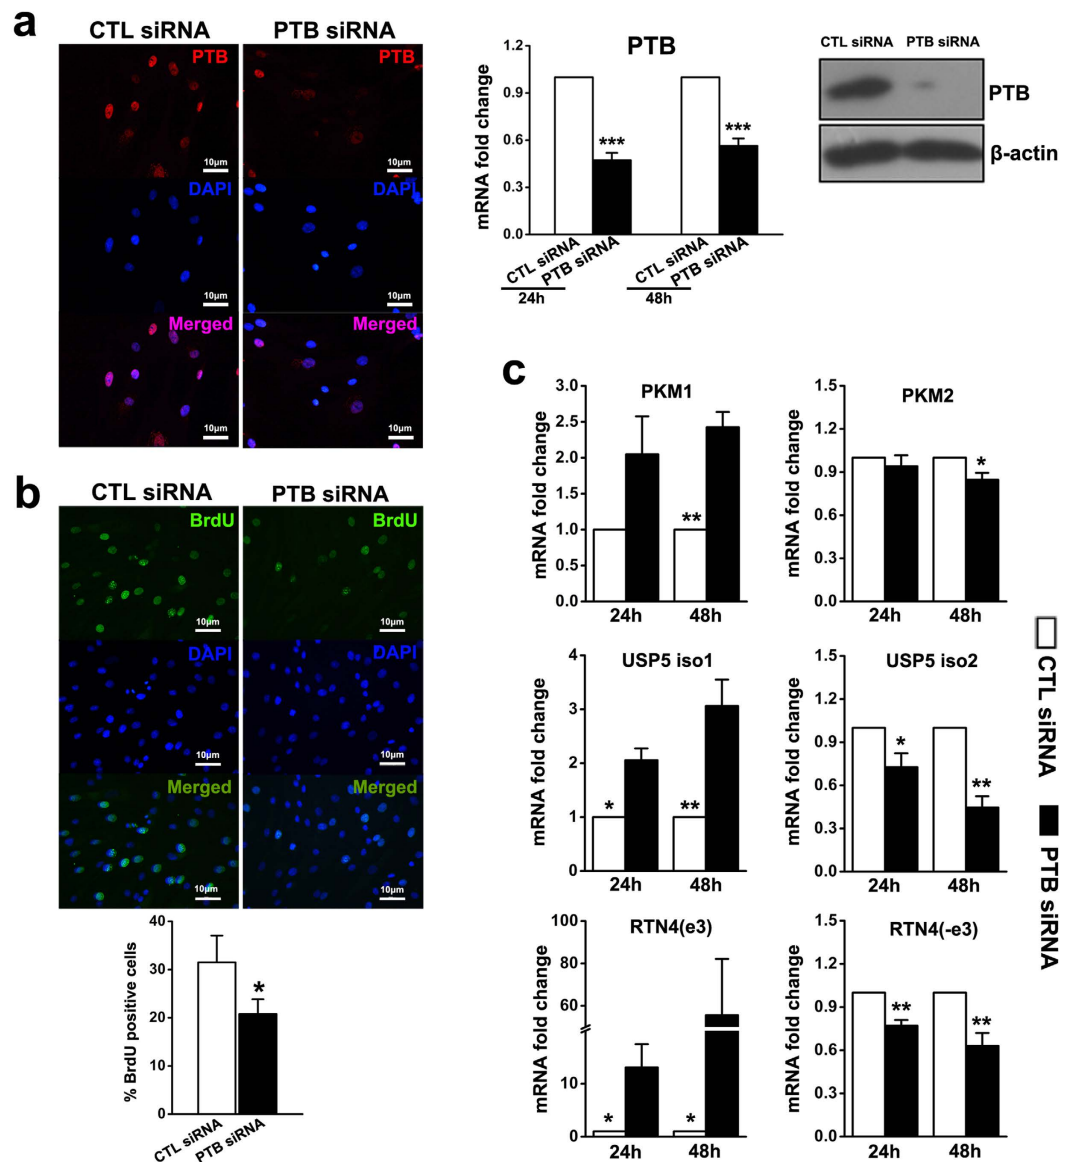 a
CTL siRNA PTB siRNA
PTB PTB
10μm 10μm
DAPI DAPI
10μm 10μm
Merged Merged
10μm 10μm
PTB
mRNA fold change
1.2
0.9
0.6
0.3
0.0
*** ***
CTL siRNA PTB siRNA CTL siRNA PTB siRNA
24h 48h
CTL siRNA PTB siRNA
PTB
β-actin
b
CTL siRNA PTB siRNA
BrdU BrdU
10μm 10μm
DAPI DAPI
10μm 10μm
Merged Merged
10μm 10μm
% BrdU positive cells
40
30
20
10
0
*
CTL siRNA PTB siRNA
c
PKM1
mRNA fold change
3.0
2.5
2.0
1.5
1.0
0.5
0.0
**
24h 48h
PKM2
mRNA fold change
1.5
1.2
0.9
0.6
0.3
0.0
*
24h 48h
USP5 iso1
mRNA fold change
4
3
2
1
0
* **
24h 48h
USP5 iso2
mRNA fold change
1.5
1.2
0.9
0.6
0.3
0.0
* **
24h 48h
RTN4(e3)
mRNA fold change
100
80
60
10
0
* *
24h 48h
RTN4(-e3)
mRNA fold change
1.5
1.2
0.9
0.6
0.3
0.0
** **
24h 48h
CTL siRNA PTB siRNA